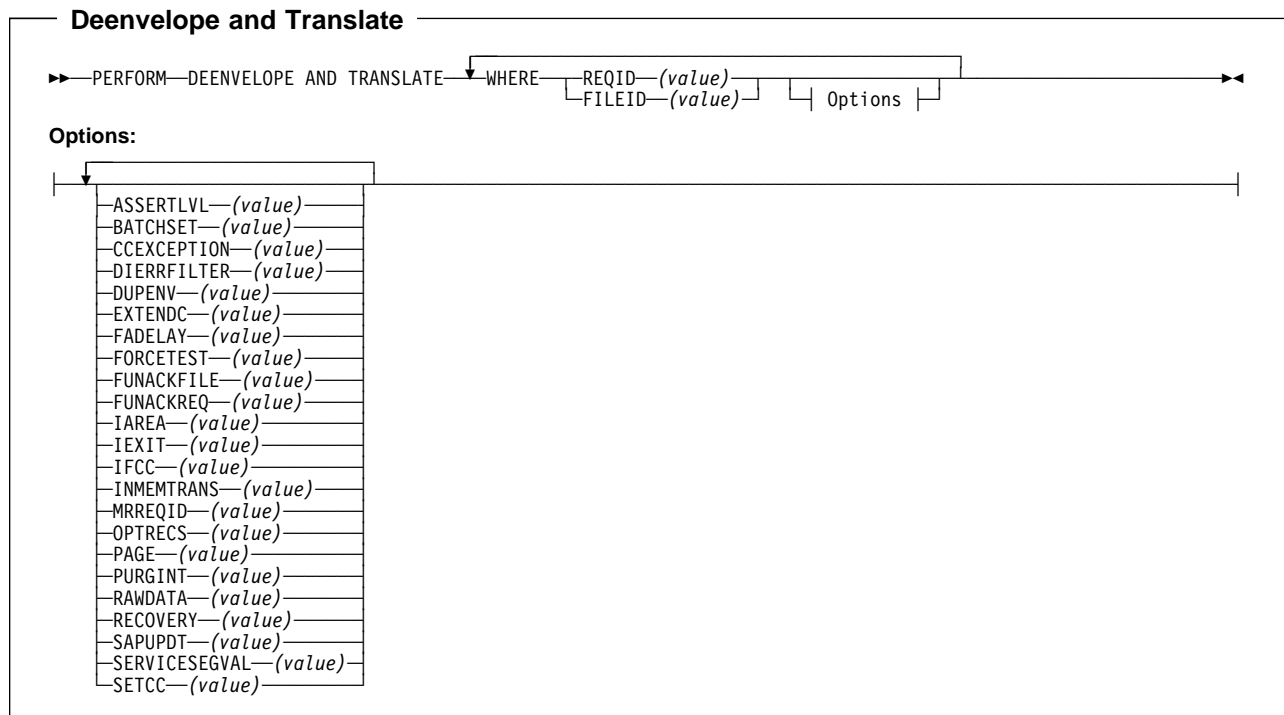 Deenvelope and Translate
PERFORM DEENVELOPE AND TRANSLATE WHERE REQID (value)
FILEID (value) Options
Options:
ASSERTLVL (value)
BATCHSET (value)
CCEXCEPTION (value)
DIERRFILTER (value)
DUPENV (value)
EXTENDC (value)
FADELAY (value)
FORCETEST (value)
FUNACKFILE (value)
FUNACKREQ (value)
IAREA (value)
IEXIT (value)
IFCC (value)
INMEMTRANS (value)
MRREQID (value)
OPTRECS (value)
PAGE (value)
PURGINT (value)
RAWDATA (value)
RECOVERY (value)
SAPUPDT (value)
SERVICESEGVAL (value)
SETCC (value)